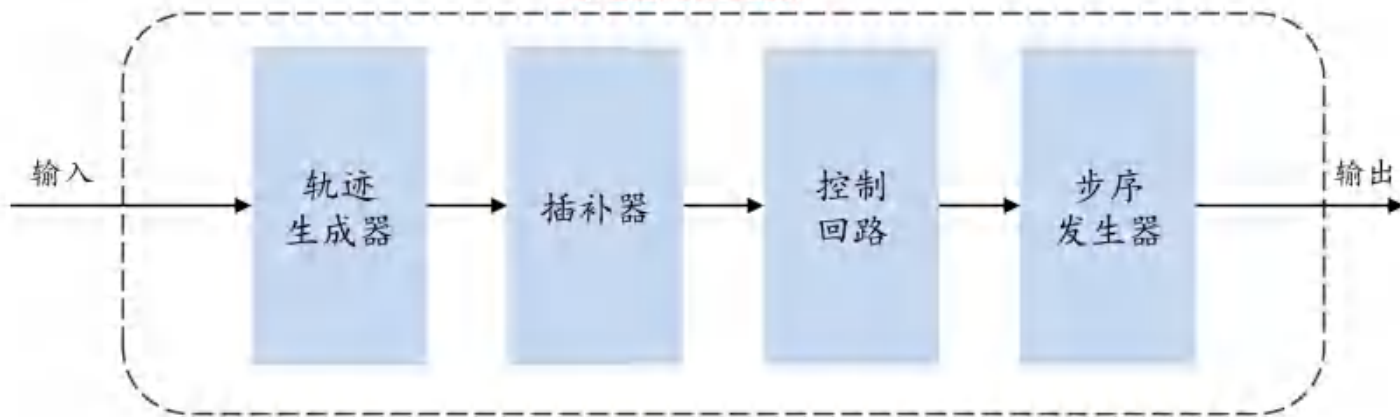 输入
轨迹
生成器
插补器
控制
回路
步序
发生器
输出